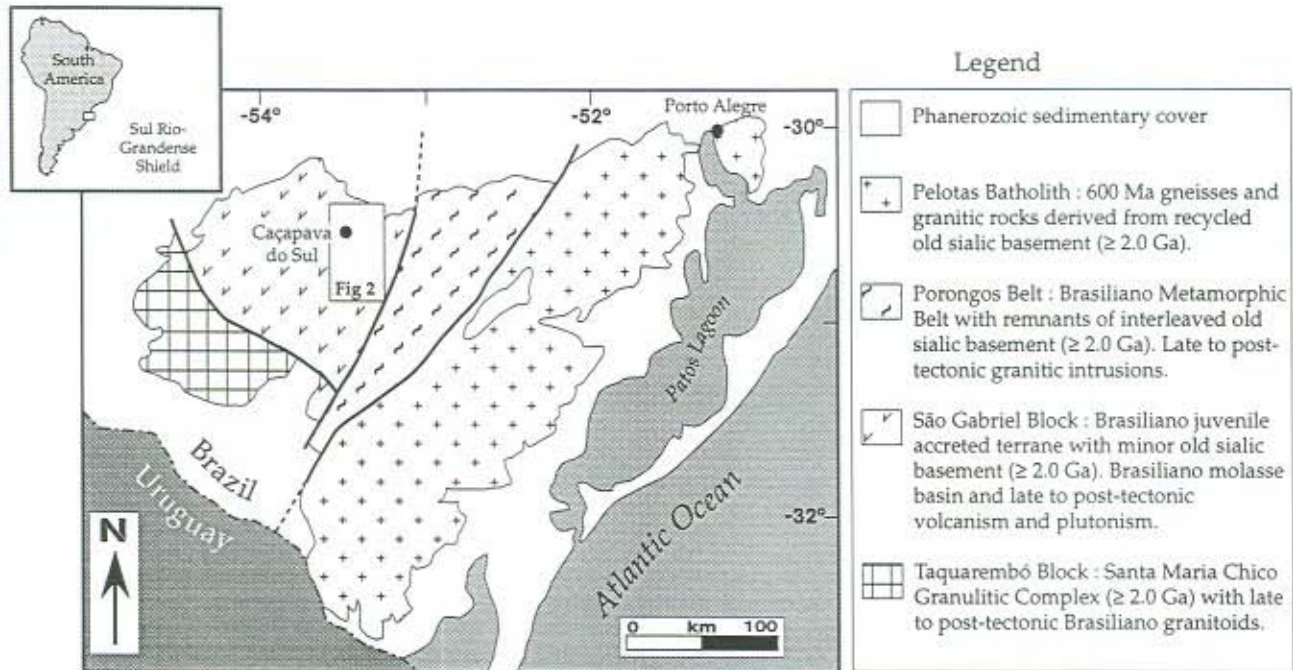 South
America
Sul Rio-
Grandense
Shield
-54°
-52°
Porto Alegre
-30°
Caçapava
do Sul
Fig 2
Patos Lagoon
Brazil
Uruguay
-32°
Atlantic Ocean
N
0 km 100
Legend
Phanerozoic sedimentary cover
Pelotas Batholith : 600 Ma gneisses and
granitic rocks derived from recycled
old sialic basement (≥ 2.0 Ga).
Porongos Belt : Brasiliano Metamorphic
Belt with remnants of interleaved old
sialic basement (≥ 2.0 Ga). Late to post-
tectonic granitic intrusions.
São Gabriel Block : Brasiliano juvenile
accreted terrane with minor old sialic
basement (≥ 2.0 Ga). Brasiliano molasse
basin and late to post-tectonic
volcanism and plutonism.
Taquarembó Block : Santa Maria Chico
Granulitic Complex (≥ 2.0 Ga) with late
to post-tectonic Brasiliano granitoids.